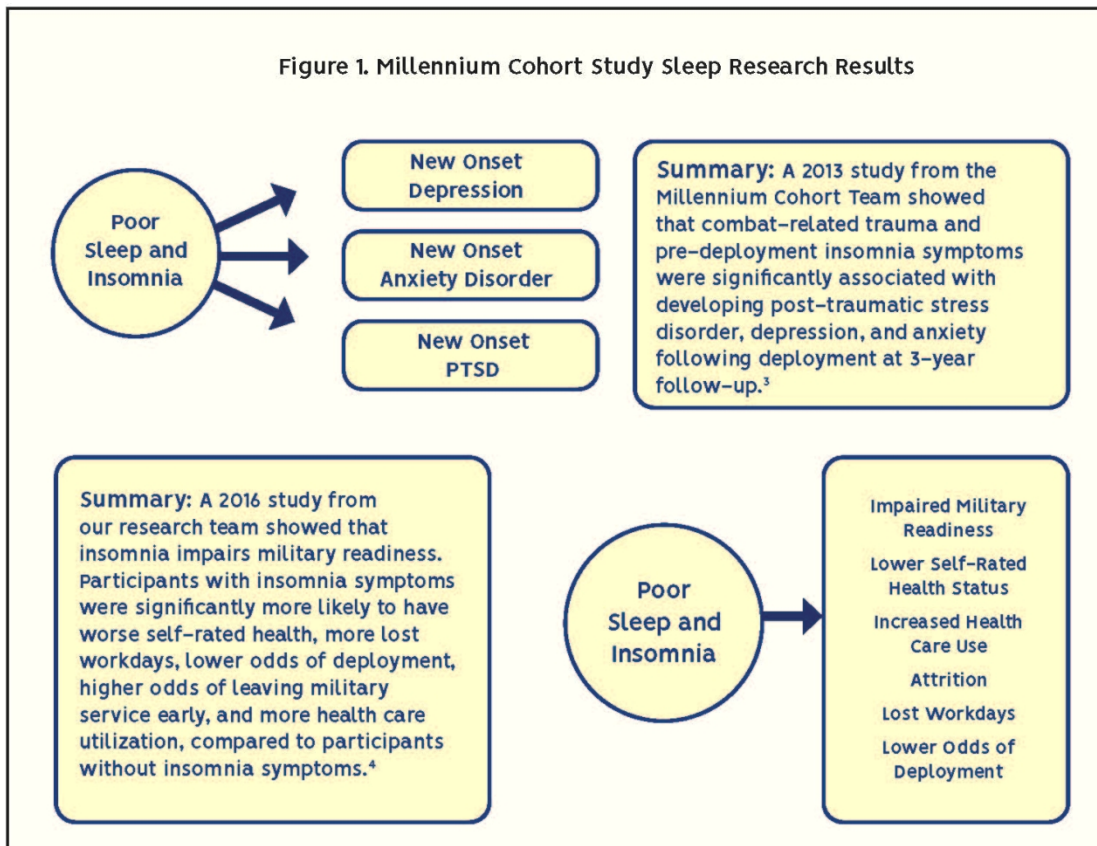 Figure 1. Millennium Cohort Study Sleep Research Results
Poor
Sleep and
Insomnia
New Onset
Depression
New Onset
Anxiety Disorder
New Onset
PTSD
Summary: A 2013 study from the
Millennium Cohort Team showed
that combat-related trauma and
pre-deployment insomnia symptoms
were significantly associated with
developing post-traumatic stress
disorder, depression, and anxiety
following deployment at 3-year
follow-up.³
Summary: A 2016 study from
our research team showed that
insomnia impairs military readiness.
Participants with insomnia symptoms
were significantly more likely to have
worse self-rated health, more lost
workdays, lower odds of deployment,
higher odds of leaving military
service early, and more health care
utilization, compared to participants
without insomnia symptoms.⁴
Poor
Sleep and
Insomnia
Impaired Military
Readiness
Lower Self-Rated
Health Status
Increased Health
Care Use
Attrition
Lost Workdays
Lower Odds of
Deployment